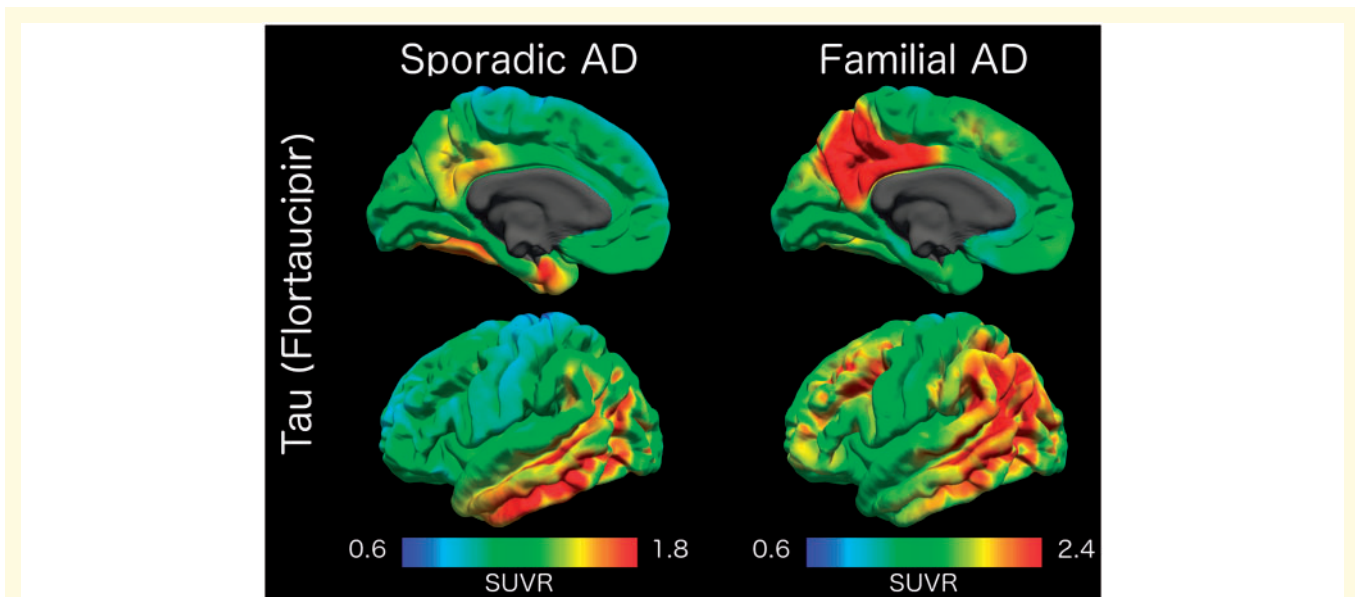 Sporadic AD
Familial AD
Tau (Flortaucipir)
0.6
1.8
SUVR
0.6
2.4
SUVR